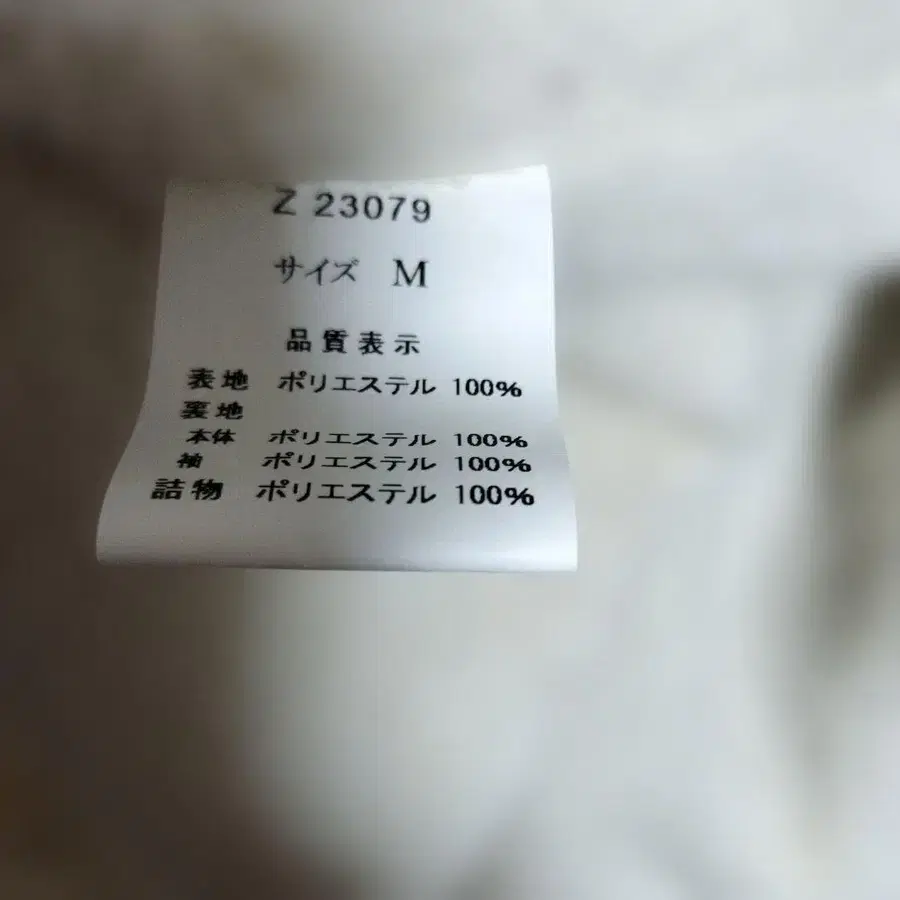 Z 23079
サイズ M
品質表示
表地 ポリエステル 100%
裏地
本体 ポリエステル 100%
袖 ポリエステル 100%
詰物 ポリエステル 100%